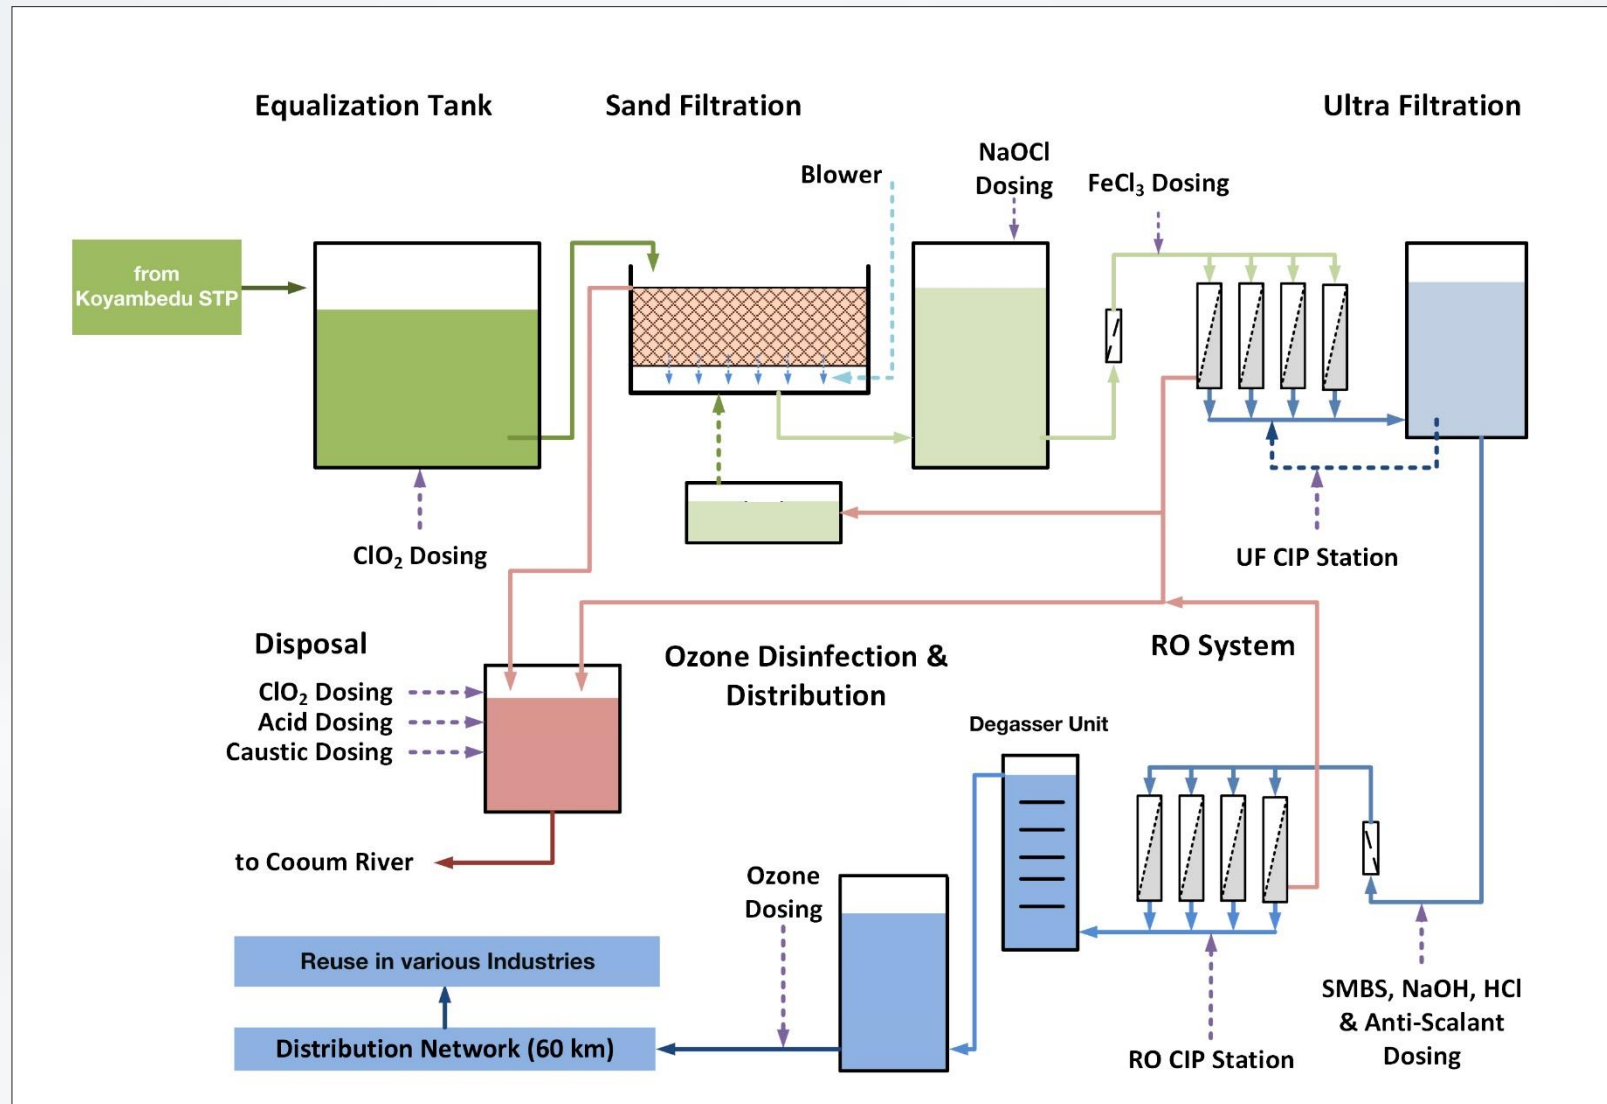 Equalization Tank
Sand Filtration
Ultra Filtration
NaOCl
Dosing
Blower
FeCl₃ Dosing
from
Koyambedu STP
ClO₂ Dosing
UF CIP Station
Disposal
ClO₂ Dosing
Acid Dosing
Caustic Dosing
Ozone Disinfection &
Distribution
RO System
Degasser Unit
to Cooum River
Ozone
Dosing
Reuse in various Industries
Distribution Network (60 km)
RO CIP Station
SMBS, NaOH, HCl
& Anti-Scalant
Dosing